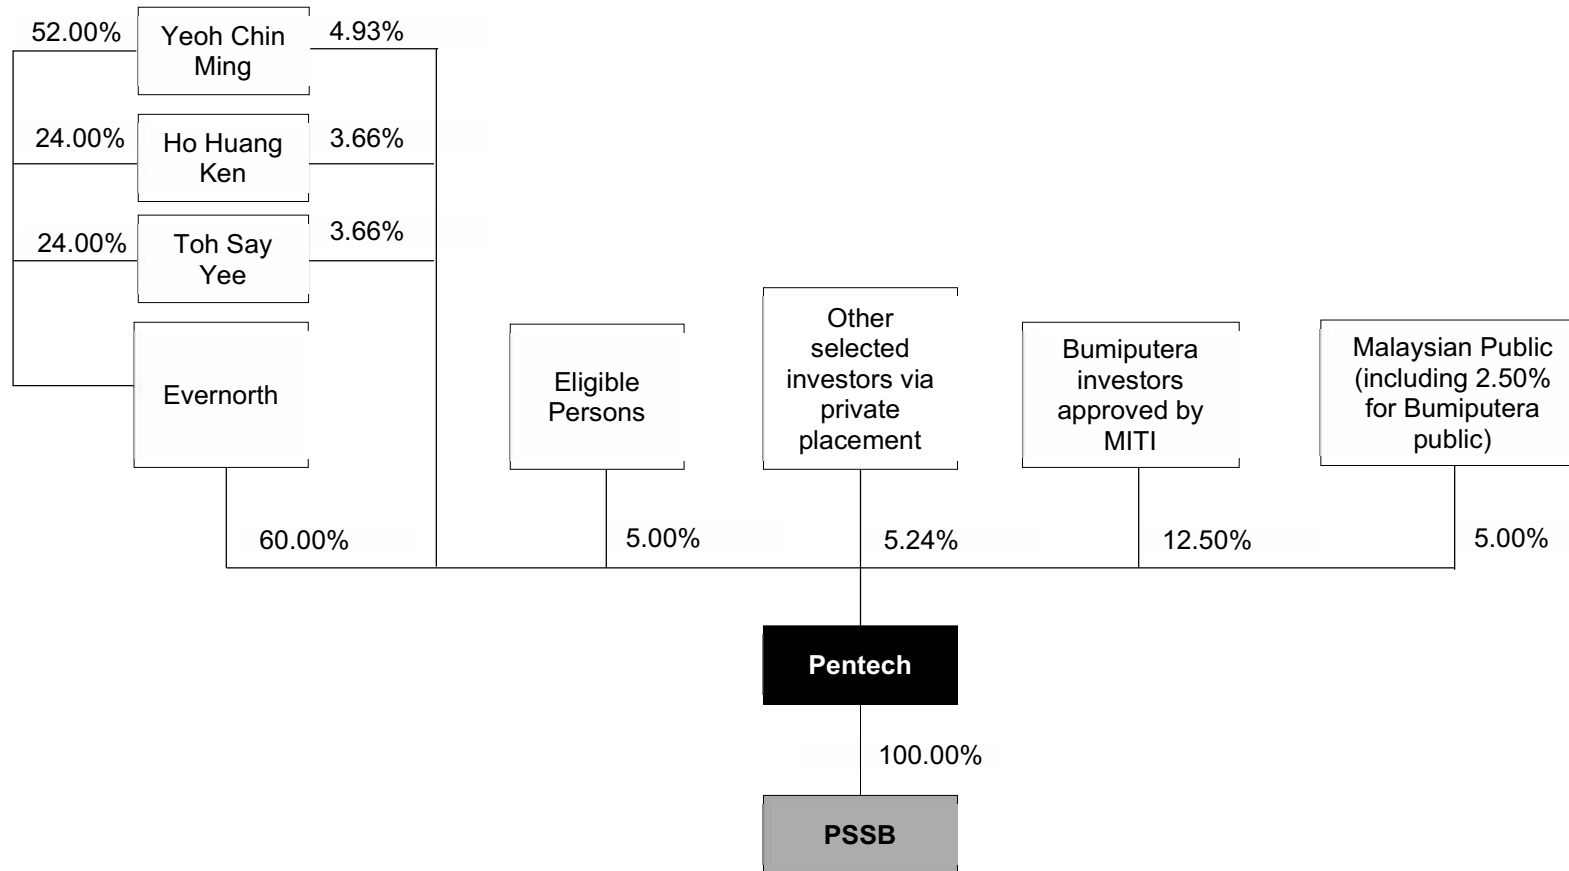 52.00%
Yeoh Chin
Ming
4.93%
24.00%
Ho Huang
Ken
3.66%
24.00%
Toh Say
Yee
3.66%
Evernorth
Eligible
Persons
Other
selected
investors via
private
placement
Bumiputera
investors
approved by
MITI
Malaysian Public
(including 2.50%
for Bumiputera
public)
60.00%
5.00%
5.24%
12.50%
5.00%
Pentech
100.00%
PSSB